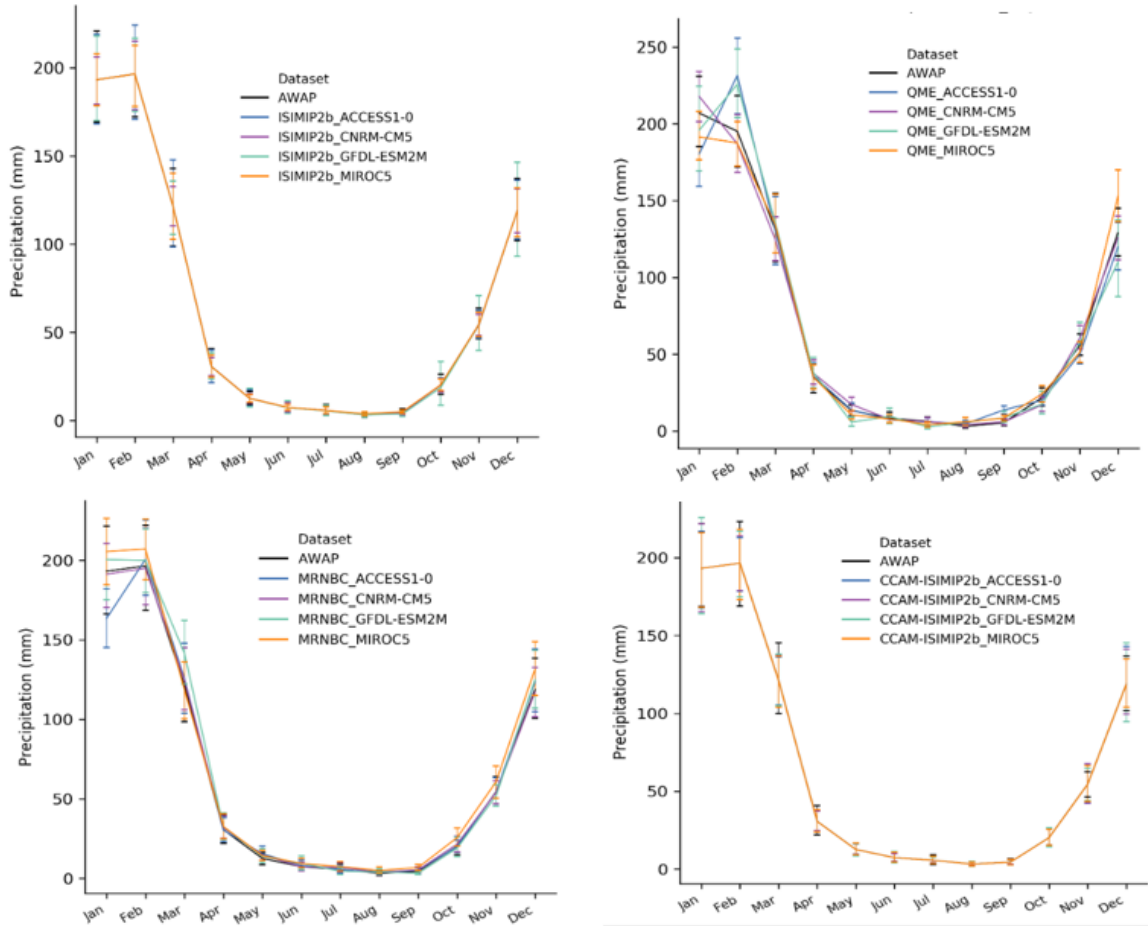 Precipitation (mm)
200
150
100
50
0
Dataset
AWAP
ISIMIP2b_ACCESS1-0
ISIMIP2b_CNRM-CM5
ISIMIP2b_GFDL-ESM2M
ISIMIP2b_MIROC5
Jan Feb Mar Apr May Jun Jul Aug Sep Oct Nov Dec
Precipitation (mm)
250
200
150
100
50
0
Dataset
AWAP
QME_ACCESS1-0
QME_CNRM-CM5
QME_GFDL-ESM2M
QME_MIROC5
Jan Feb Mar Apr May Jun Jul Aug Sep Oct Nov Dec
Precipitation (mm)
200
150
100
50
0
Dataset
AWAP
MRNBC_ACCESS1-0
MRNBC_CNRM-CM5
MRNBC_GFDL-ESM2M
MRNBC_MIROC5
Jan Feb Mar Apr May Jun Jul Aug Sep Oct Nov Dec
Precipitation (mm)
200
150
100
50
0
Dataset
AWAP
CCAM-ISIMIP2b_ACCESS1-0
CCAM-ISIMIP2b_CNRM-CM5
CCAM-ISIMIP2b_GFDL-ESM2M
CCAM-ISIMIP2b_MIROC5
Jan Feb Mar Apr May Jun Jul Aug Sep Oct Nov Dec